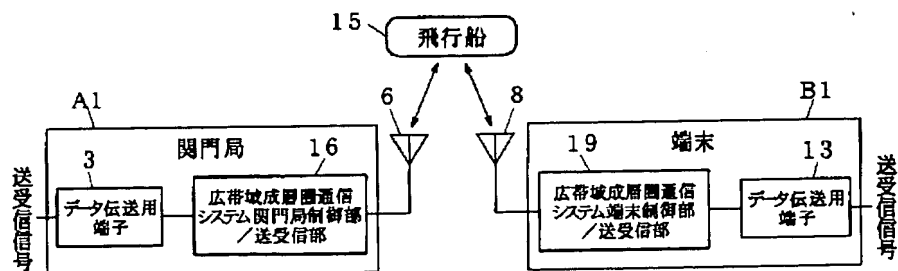 15
飛行船
A1
6
8
B1
関門局
端末
3
16
19
13
送受信信号
データ伝送用
端子
広帯域成層圏通信
システム関門局制御部
/送受信部
広帯域成層圏通信
システム端末制御部
/送受信部
データ伝送用
端子
送受信信号